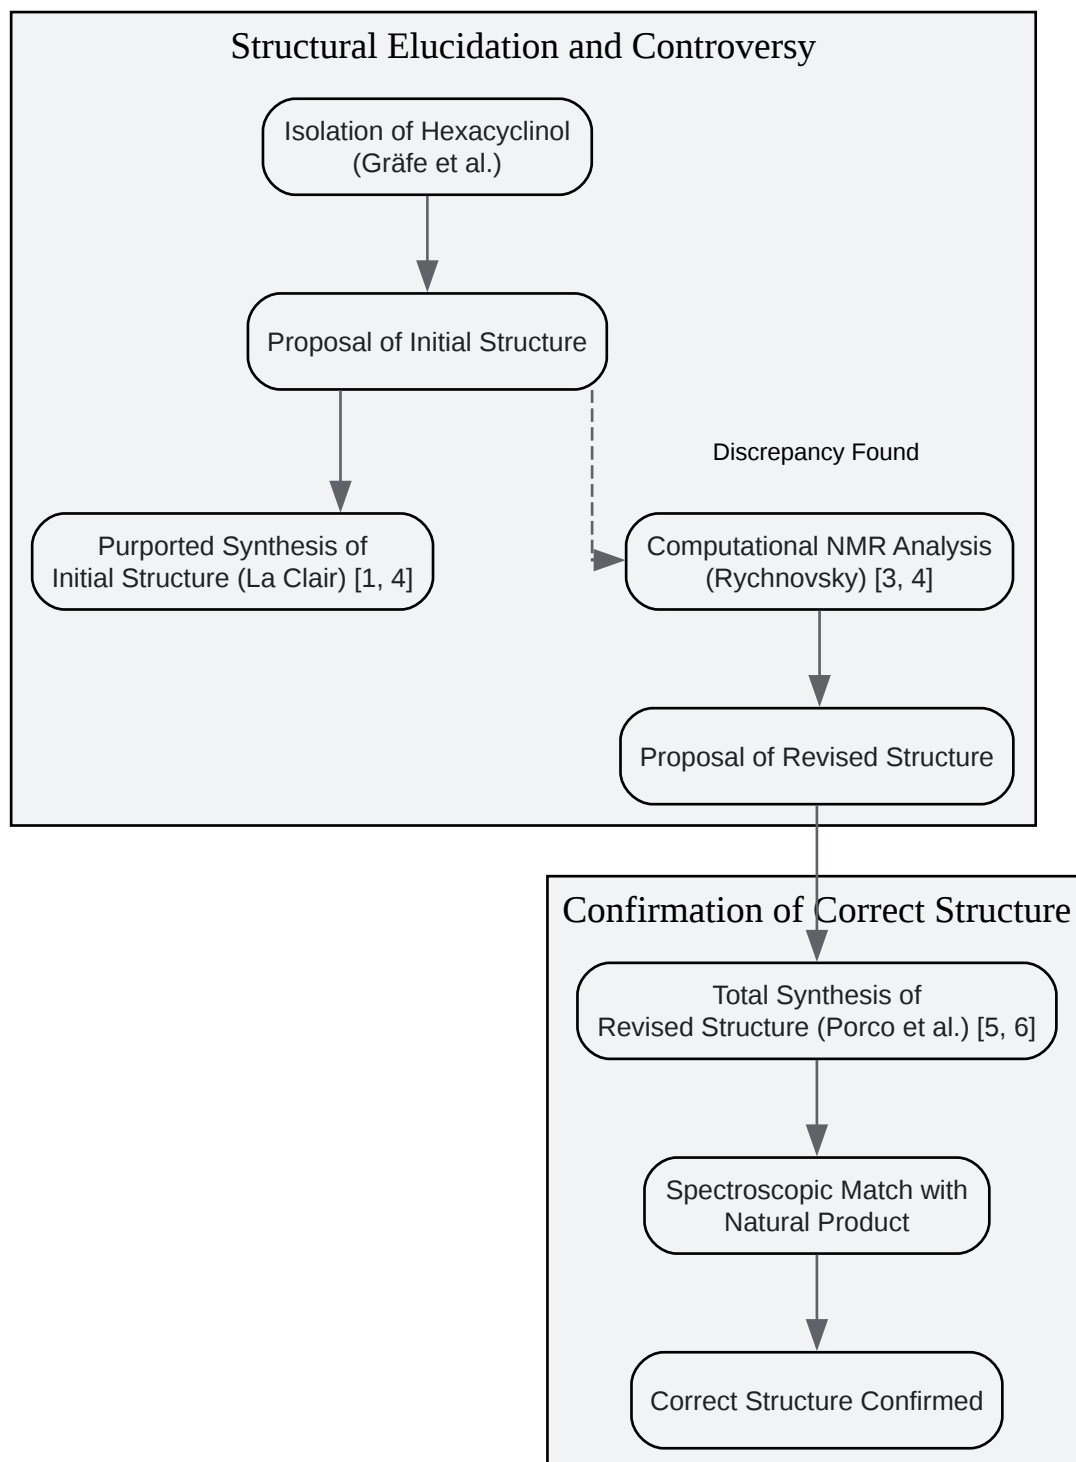 Structural Elucidation and Controversy
Isolation of Hexacyclinol
(Gräfe et al.)
Proposal of Initial Structure
Discrepancy Found
Purported Synthesis of
Initial Structure (La Clair) [1, 4]
Computational NMR Analysis
(Rychnovsky) [3, 4]
Proposal of Revised Structure
Confirmation of Correct Structure
Total Synthesis of
Revised Structure (Porco et al.) [5, 6]
Spectroscopic Match with
Natural Product
Correct Structure Confirmed